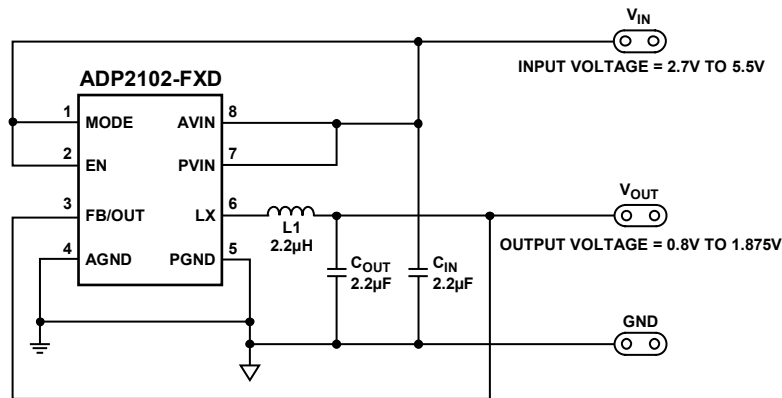 VIN
INPUT VOLTAGE = 2.7V TO 5.5V
ADP2102-FXD
1 MODE AVIN 8
2 EN PVIN 7
3 FB/OUT LX 6
4 AGND PGND 5
L1
2.2µH
VOUT
OUTPUT VOLTAGE = 0.8V TO 1.875V
COUT
2.2µF
CIN
2.2µF
GND